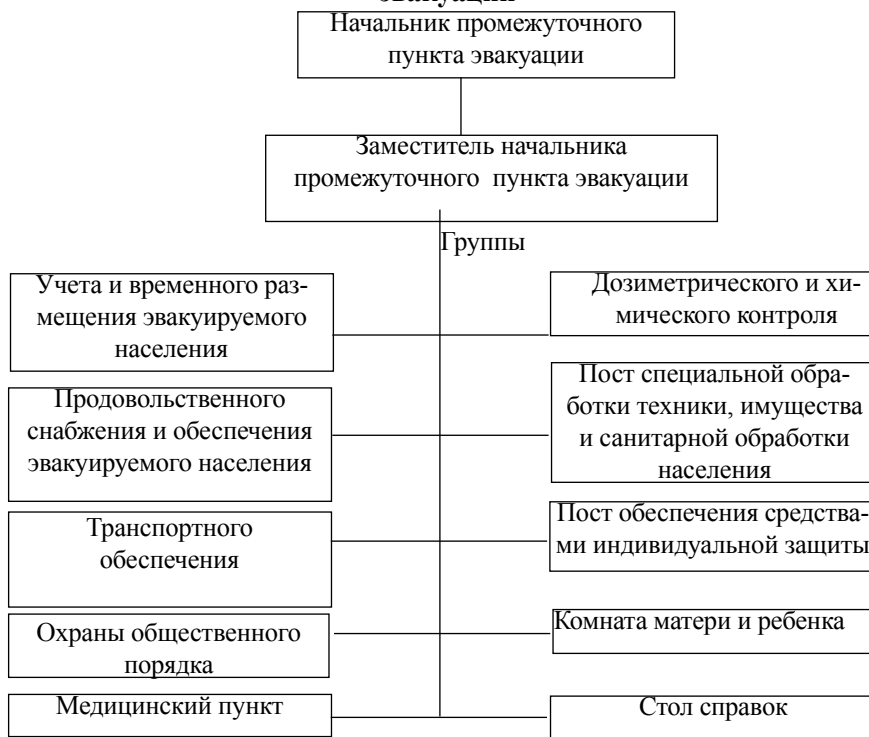 эвакуации
Начальник промежуточного
пункта эвакуации
Заместитель начальника
промежуточного пункта эвакуации
Группы
Учета и временного раз-
мещения эвакуируемого
населения
Дозиметрического и хи-
мического контроля
Продовольственного
снабжения и обеспечения
эвакуируемого населения
Пост специальной обра-
ботки техники, имущества
и санитарной обработки
населения
Транспортного
обеспечения
Пост обеспечения средства-
ми индивидуальной защиты
Охраны общественного
порядка
Комната матери и ребенка
Медицинский пункт
Стол справок